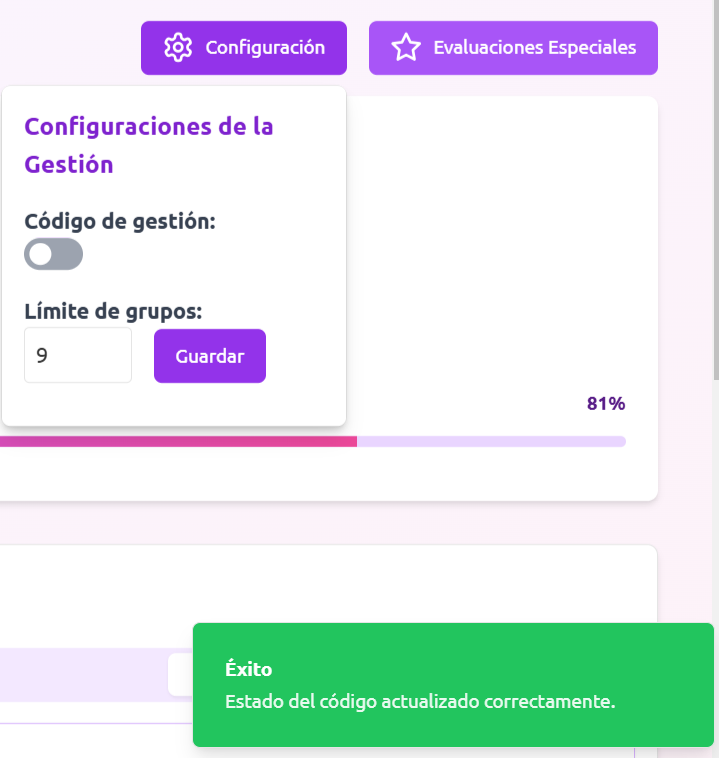 Configuración
Evaluaciones Especiales
Configuraciones de la
Gestión
Código de gestión:
Límite de grupos:
9
Guardar
81%
Éxito
Estado del código actualizado correctamente.